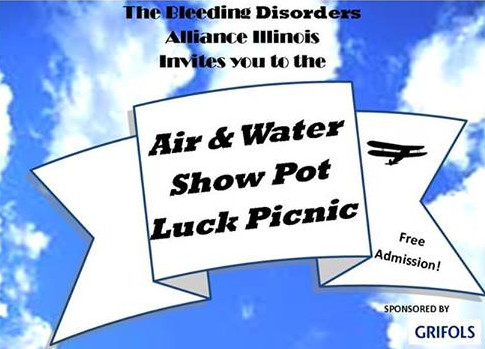 The Bleeding Disorders
Alliance Illinois
Invites you to the
Air & Water
Show Pot
Luck Picnic
Free
Admission!
SPONSORED BY
GRIFOLS